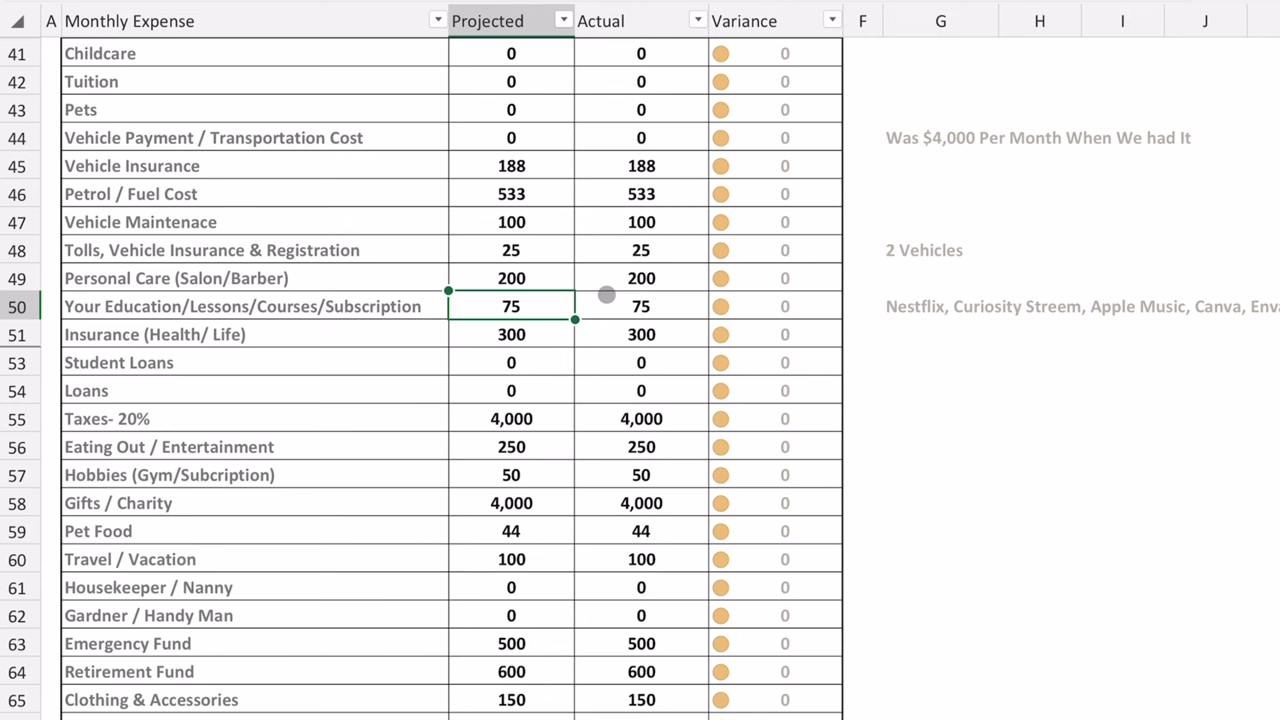 A Monthly Expense Projected Actual Variance F G H I J
41 Childcare 0 0 0
42 Tuition 0 0 0
43 Pets 0 0 0
44 Vehicle Payment / Transportation Cost 0 0 0 Was $4,000 Per Month When We had It
45 Vehicle Insurance 188 188 0
46 Petrol / Fuel Cost 533 533 0
47 Vehicle Maintenace 100 100 0
48 Tolls, Vehicle Insurance & Registration 25 25 0 2 Vehicles
49 Personal Care (Salon/Barber) 200 200 0
50 Your Education/Lessons/Courses/Subscription 75 75 0 Nestflix, Curiosity Streem, Apple Music, Canva, Enva
51 Insurance (Health/ Life) 300 300 0
53 Student Loans 0 0 0
54 Loans 0 0 0
55 Taxes- 20% 4,000 4,000 0
56 Eating Out / Entertainment 250 250 0
57 Hobbies (Gym/Subcription) 50 50 0
58 Gifts / Charity 4,000 4,000 0
59 Pet Food 44 44 0
60 Travel / Vacation 100 100 0
61 Housekeeper / Nanny 0 0 0
62 Gardner / Handy Man 0 0 0
63 Emergency Fund 500 500 0
64 Retirement Fund 600 600 0
65 Clothing & Accessories 150 150 0